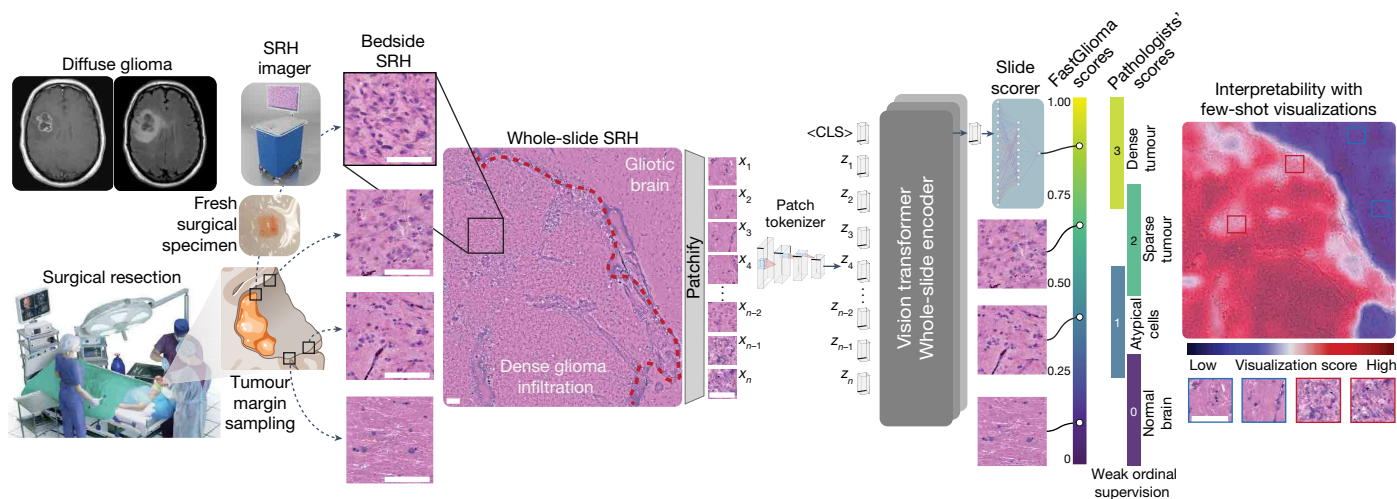 Diffuse glioma
SRH
imager
Bedside
SRH
Fresh
surgical
specimen
Surgical resection
Tumour
margin
sampling
Whole-slide SRH
Gliotic
brain
Dense glioma
infiltration
Patchify
x1
x2
x3
x4
xn–2
xn–1
xn
Patch
tokenizer
<CLS>
z1
z2
z3
z4
zn–2
zn–1
zn
Vision transformer
Whole-slide encoder
Slide
scorer
FastGlioma
scores
1.00
0.75
0.50
0.25
0
Pathologists’
scores
3
Dense
tumour
2
Sparse
tumour
1
Atypical
cells
0
Normal
brain
Weak ordinal
supervision
Interpretability with
few-shot visualizations
Low Visualization score High